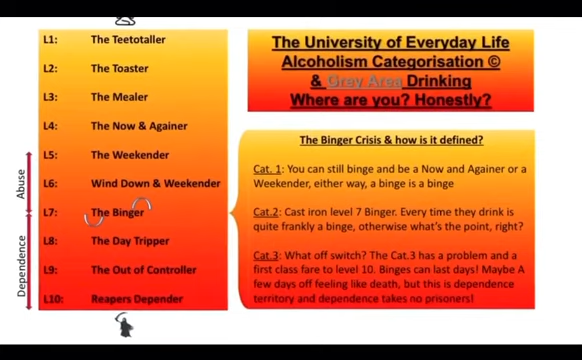 The University of Everyday Life
Alcoholism Categorisation ©
& Grey Area Drinking
Where are you? Honestly?
L1: The Teetotaller
L2: The Toaster
L3: The Mealer
L4: The Now & Againer
L5: The Weekender
L6: Wind Down & Weekender
L7: The Binger
L8: The Day Tripper
L9: The Out of Controller
L10: Reapers Depender
Abuse
Dependence
The Binger Crisis & how is it defined?
Cat. 1: You can still binge and be a Now and Againer or a
Weekender, either way, a binge is a binge
Cat.2: Cast iron level 7 Binger. Every time they drink is
quite frankly a binge, otherwise what's the point, right?
Cat.3: What off switch? The Cat.3 has a problem and a
first class fare to level 10. Binges can last days! Maybe A
few days off feeling like death, but this is dependence
territory and dependence takes no prisoners!